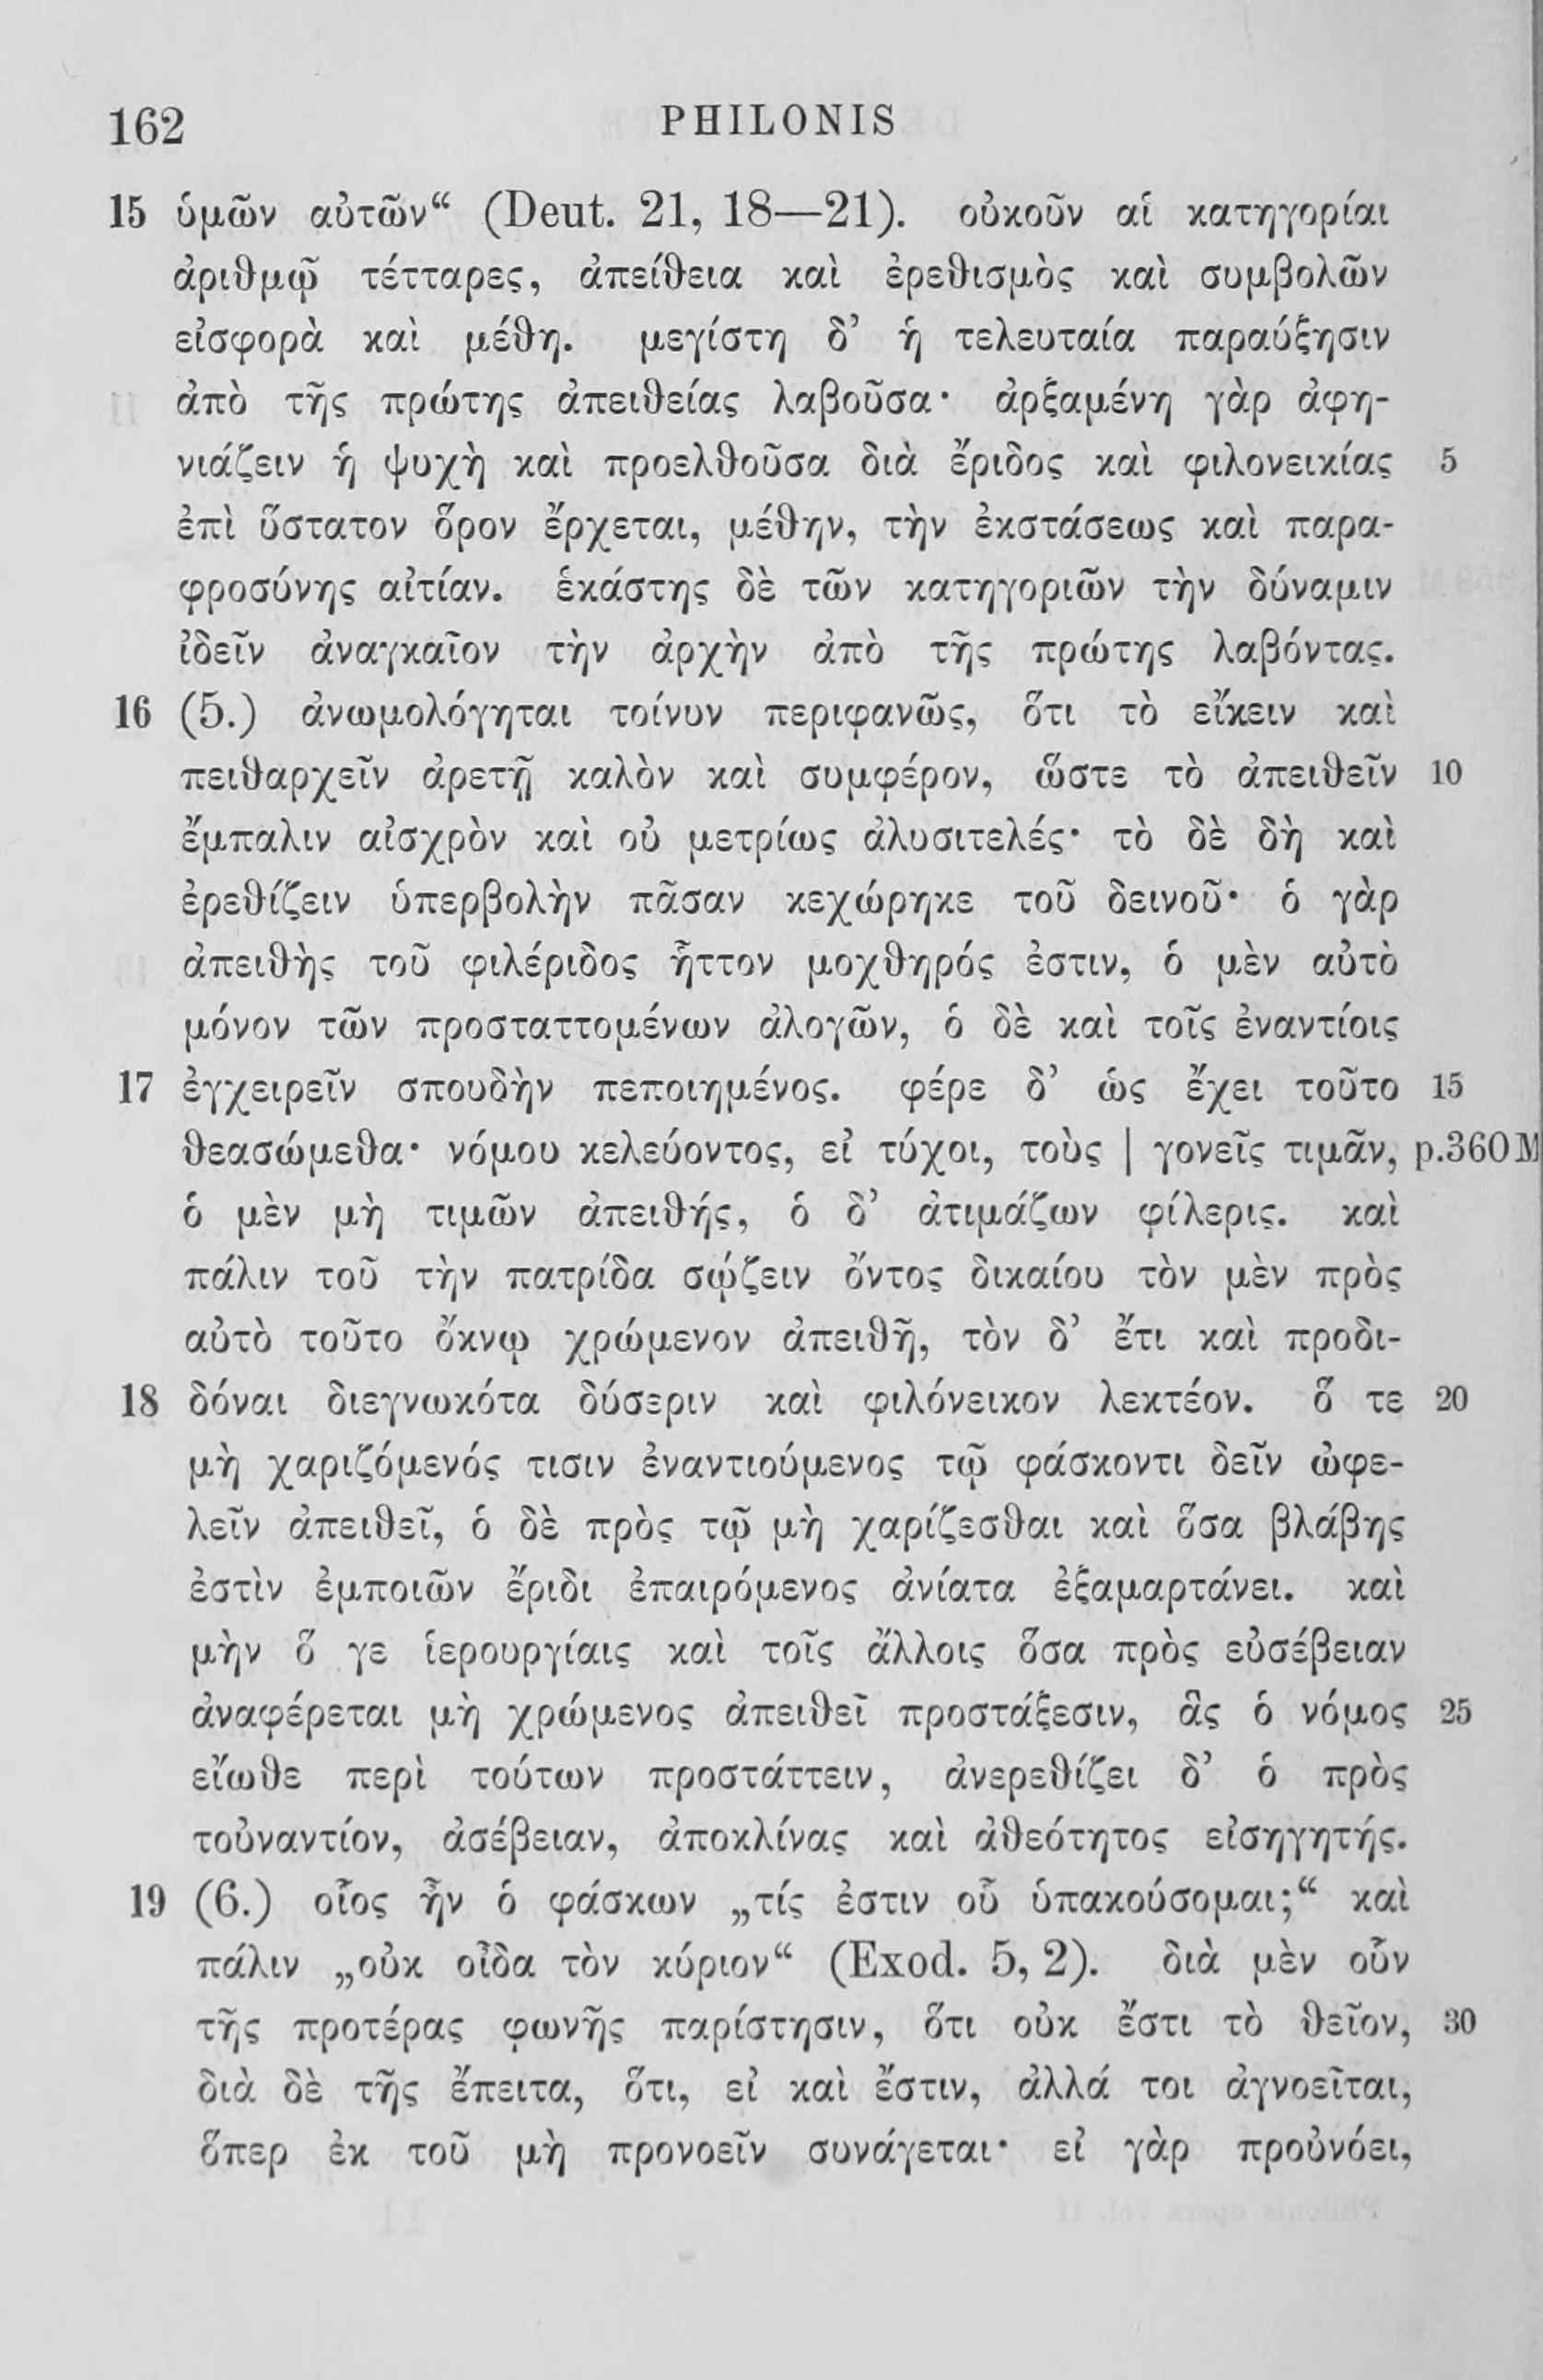 162 PHILONIS
15 ὑμῶν αὐτῶν“ (Deut. 21, 18—21). οὐκοῦν αἱ κατηγορίαι
ἀριθμῷ τέτταρες, ἀπείθεια καὶ ἐρεθισμὸς καὶ συμβολῶν
εἰσφορὰ καὶ μέθη. μεγίστη δ’ ἡ τελευταία παραύξησιν
ἀπὸ τῆς πρώτης ἀπειθείας λαβοῦσα· ἀρξαμένη γὰρ ἀφη-
νιάζειν ἡ ψυχὴ καὶ προελθοῦσα διὰ ἔριδος καὶ φιλονεικίας 5
ἐπὶ ὕστατον ὅρον ἔρχεται, μέθην, τὴν ἐκστάσεως καὶ παρα-
φροσύνης αἰτίαν. ἑκάστης δὲ τῶν κατηγοριῶν τὴν δύναμιν
ἰδεῖν ἀναγκαῖον τὴν ἀρχὴν ἀπὸ τῆς πρώτης λαβόντας.
16 (5.) ἀνωμολόγηται τοίνυν περιφανῶς, ὅτι τὸ εἴκειν καὶ
πειθαρχεῖν ἀρετῇ καλὸν καὶ συμφέρον, ὥστε τὸ ἀπειθεῖν 10
ἔμπαλιν αἰσχρὸν καὶ οὐ μετρίως ἀλυσιτελές· τὸ δὲ δὴ καὶ
ἐρεθίζειν ὑπερβολὴν πᾶσαν κεχώρηκε τοῦ δεινοῦ· ὁ γὰρ
ἀπειθὴς τοῦ φιλέριδος ἧττον μοχθηρός ἐστιν, ὁ μὲν αὐτὸ
μόνον τῶν προσταττομένων ἀλογῶν, ὁ δὲ καὶ τοῖς ἐναντίοις
17 ἐγχειρεῖν σπουδὴν πεποιημένος. φέρε δ’ ὡς ἔχει τοῦτο 15
θεασώμεθα· νόμου κελεύοντος, εἰ τύχοι, τοὺς | γονεῖς τιμᾶν, p.360 M
ὁ μὲν μὴ τιμῶν ἀπειθής, ὁ δ’ ἀτιμάζων φίλερις. καὶ
πάλιν τοῦ τὴν πατρίδα σῴζειν ὄντος δικαίου τὸν μὲν πρὸς
αὐτὸ τοῦτο ὄκνῳ χρώμενον ἀπειθῆ, τὸν δ’ ἔτι καὶ προδι-
18 δόναι διεγνωκότα δύσεριν καὶ φιλόνεικον λεκτέον. ὅ τε 20
μὴ χαριζόμενός τισιν ἐναντιούμενος τῷ φάσκοντι δεῖν ὠφε-
λεῖν ἀπειθεῖ, ὁ δὲ πρὸς τῷ μὴ χαρίζεσθαι καὶ ὅσα βλάβης
ἐστὶν ἐμποιῶν ἔριδι ἐπαιρόμενος ἀνίατα ἐξαμαρτάνει. καὶ
μὴν ὅ γε ἱερουργίαις καὶ τοῖς ἄλλοις ὅσα πρὸς εὐσέβειαν
ἀναφέρεται μὴ χρώμενος ἀπειθεῖ προστάξεσιν, ἃς ὁ νόμος 25
εἴωθε περὶ τούτων προστάττειν, ἀνερεθίζει δ’ ὁ πρὸς
τοὐναντίον, ἀσέβειαν, ἀποκλίνας καὶ ἀθεότητος εἰσηγητής.
19 (6.) οἷος ἦν ὁ φάσκων „τίς ἐστιν οὗ ὑπακούσομαι;“ καὶ
πάλιν „οὐκ οἶδα τὸν κύριον“ (Exod. 5, 2). διὰ μὲν οὖν
τῆς προτέρας φωνῆς παρίστησιν, ὅτι οὐκ ἔστι τὸ θεῖον, 30
διὰ δὲ τῆς ἔπειτα, ὅτι, εἰ καὶ ἔστιν, ἀλλά τοι ἀγνοεῖται,
ὅπερ ἐκ τοῦ μὴ προνοεῖν συνάγεται· εἰ γὰρ προὐνόει,